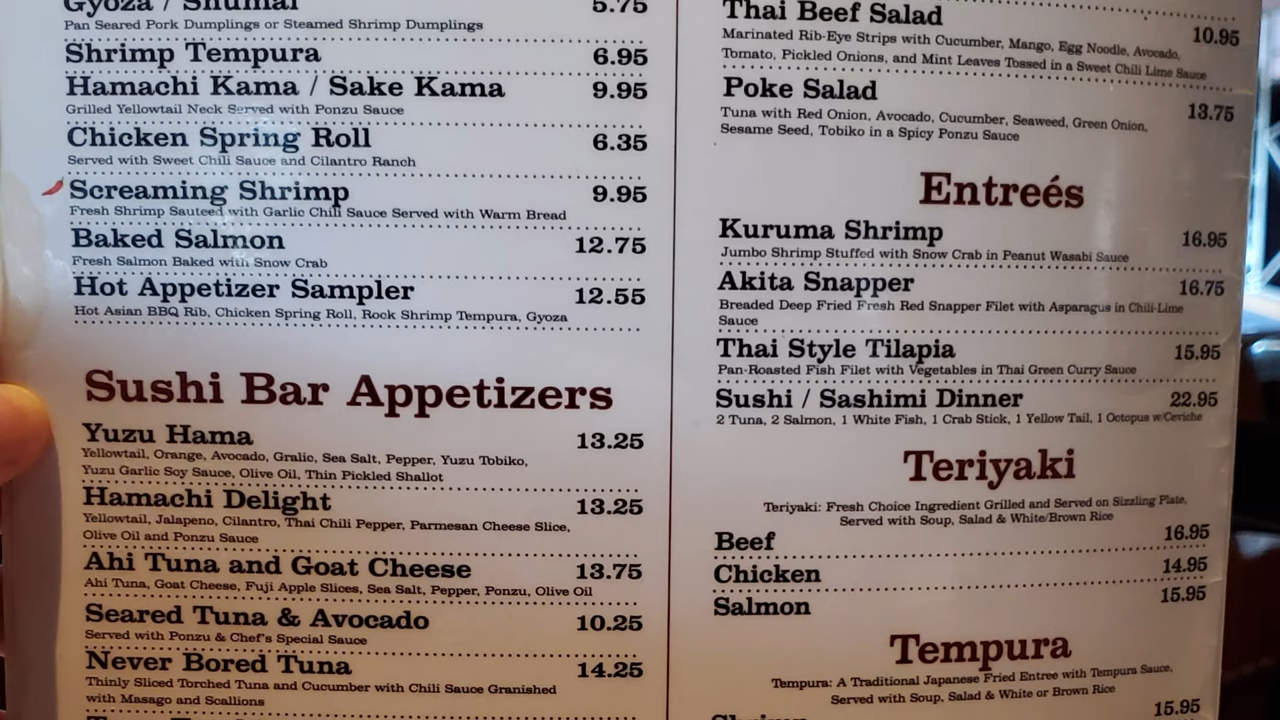 Gyoza / Shumai 5.75
Pan Seared Pork Dumplings or Steamed Shrimp Dumplings
Shrimp Tempura 6.95
Hamachi Kama / Sake Kama 9.95
Grilled Yellowtail Neck Served with Ponzu Sauce
Chicken Spring Roll 6.35
Served with Sweet Chili Sauce and Cilantro Ranch
Screaming Shrimp 9.95
Fresh Shrimp Sauteed with Garlic Chili Sauce Served with Warm Bread
Baked Salmon 12.75
Fresh Salmon Baked with Snow Crab
Hot Appetizer Sampler 12.55
Hot Asian BBQ Rib, Chicken Spring Roll, Rock Shrimp Tempura, Gyoza
Sushi Bar Appetizers
Yuzu Hama 13.25
Yellowtail, Orange, Avocado, Gralic, Sea Salt, Pepper, Yuzu Tobiko,
Yuzu Garlic Soy Sauce, Olive Oil, Thin Pickled Shallot
Hamachi Delight 13.25
Yellowtail, Jalapeno, Cilantro, Thai Chili Pepper, Parmesan Cheese Slice,
Olive Oil and Ponzu Sauce
Ahi Tuna and Goat Cheese 13.75
Ahi Tuna, Goat Cheese, Fuji Apple Slices, Sea Salt, Pepper, Ponzu, Olive Oil
Seared Tuna & Avocado 10.25
Served with Ponzu & Chef's Special Sauce
Never Bored Tuna 14.25
Thinly Sliced Torched Tuna and Cucumber with Chili Sauce Granished
with Masago and Scallions
Thai Beef Salad 10.95
Marinated Rib-Eye Strips with Cucumber, Mango, Egg Noodle, Avocado,
Tomato, Pickled Onions, and Mint Leaves Tossed in a Sweet Chili Lime Sauce
Poke Salad 13.75
Tuna with Red Onion, Avocado, Cucumber, Seaweed, Green Onion,
Sesame Seed, Tobiko in a Spicy Ponzu Sauce
Entreés
Kuruma Shrimp 16.95
Jumbo Shrimp Stuffed with Snow Crab in Peanut Wasabi Sauce
Akita Snapper 16.75
Breaded Deep Fried Fresh Red Snapper Filet with Asparagus in Chili-Lime
Sauce
Thai Style Tilapia 15.95
Pan-Roasted Fish Filet with Vegetables in Thai Green Curry Sauce
Sushi / Sashimi Dinner 22.95
2 Tuna, 2 Salmon, 1 White Fish, 1 Crab Stick, 1 Yellow Tail, 1 Octopus w/Ceviche
Teriyaki
Teriyaki: Fresh Choice Ingredient Grilled and Served on Sizzling Plate,
Served with Soup, Salad & White/Brown Rice
Beef 16.95
Chicken 14.95
Salmon 15.95
Tempura
Tempura: A Traditional Japanese Fried Entree with Tempura Sauce,
Served with Soup, Salad & White or Brown Rice
Shrimp 15.95